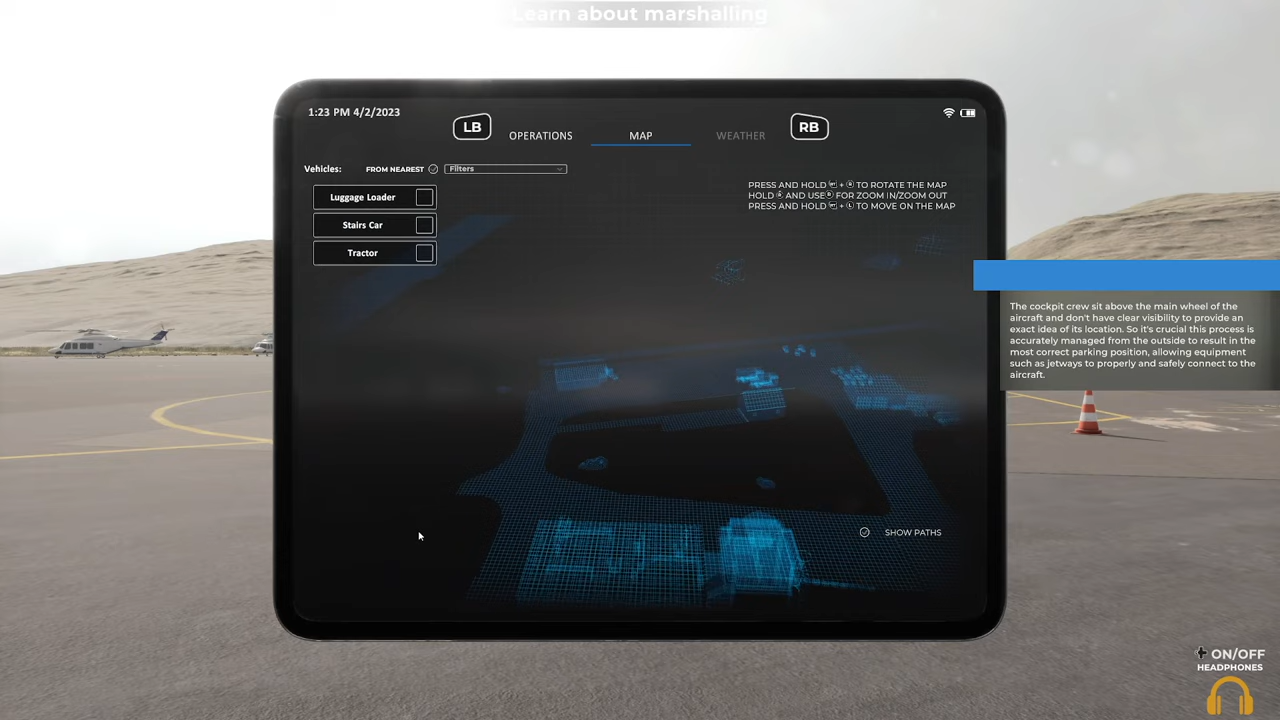 Learn about marshalling
1:23 PM 4/2/2023
LB
OPERATIONS
MAP
WEATHER
RB
Vehicles:
FROM NEAREST
Filters
Luggage Loader
Stairs Car
Tractor
PRESS AND HOLD + TO ROTATE THE MAP
HOLD AND USE FOR ZOOM IN/ZOOM OUT
PRESS AND HOLD + TO MOVE ON THE MAP
The cockpit crew sit above the main wheel of the
aircraft and don't have clear visibility to provide an
exact idea of its location. So it's crucial this process is
accurately managed from the outside to result in the
most correct parking position, allowing equipment
such as jetways to properly and safely connect to the
aircraft.
SHOW PATHS
ON/OFF
HEADPHONES